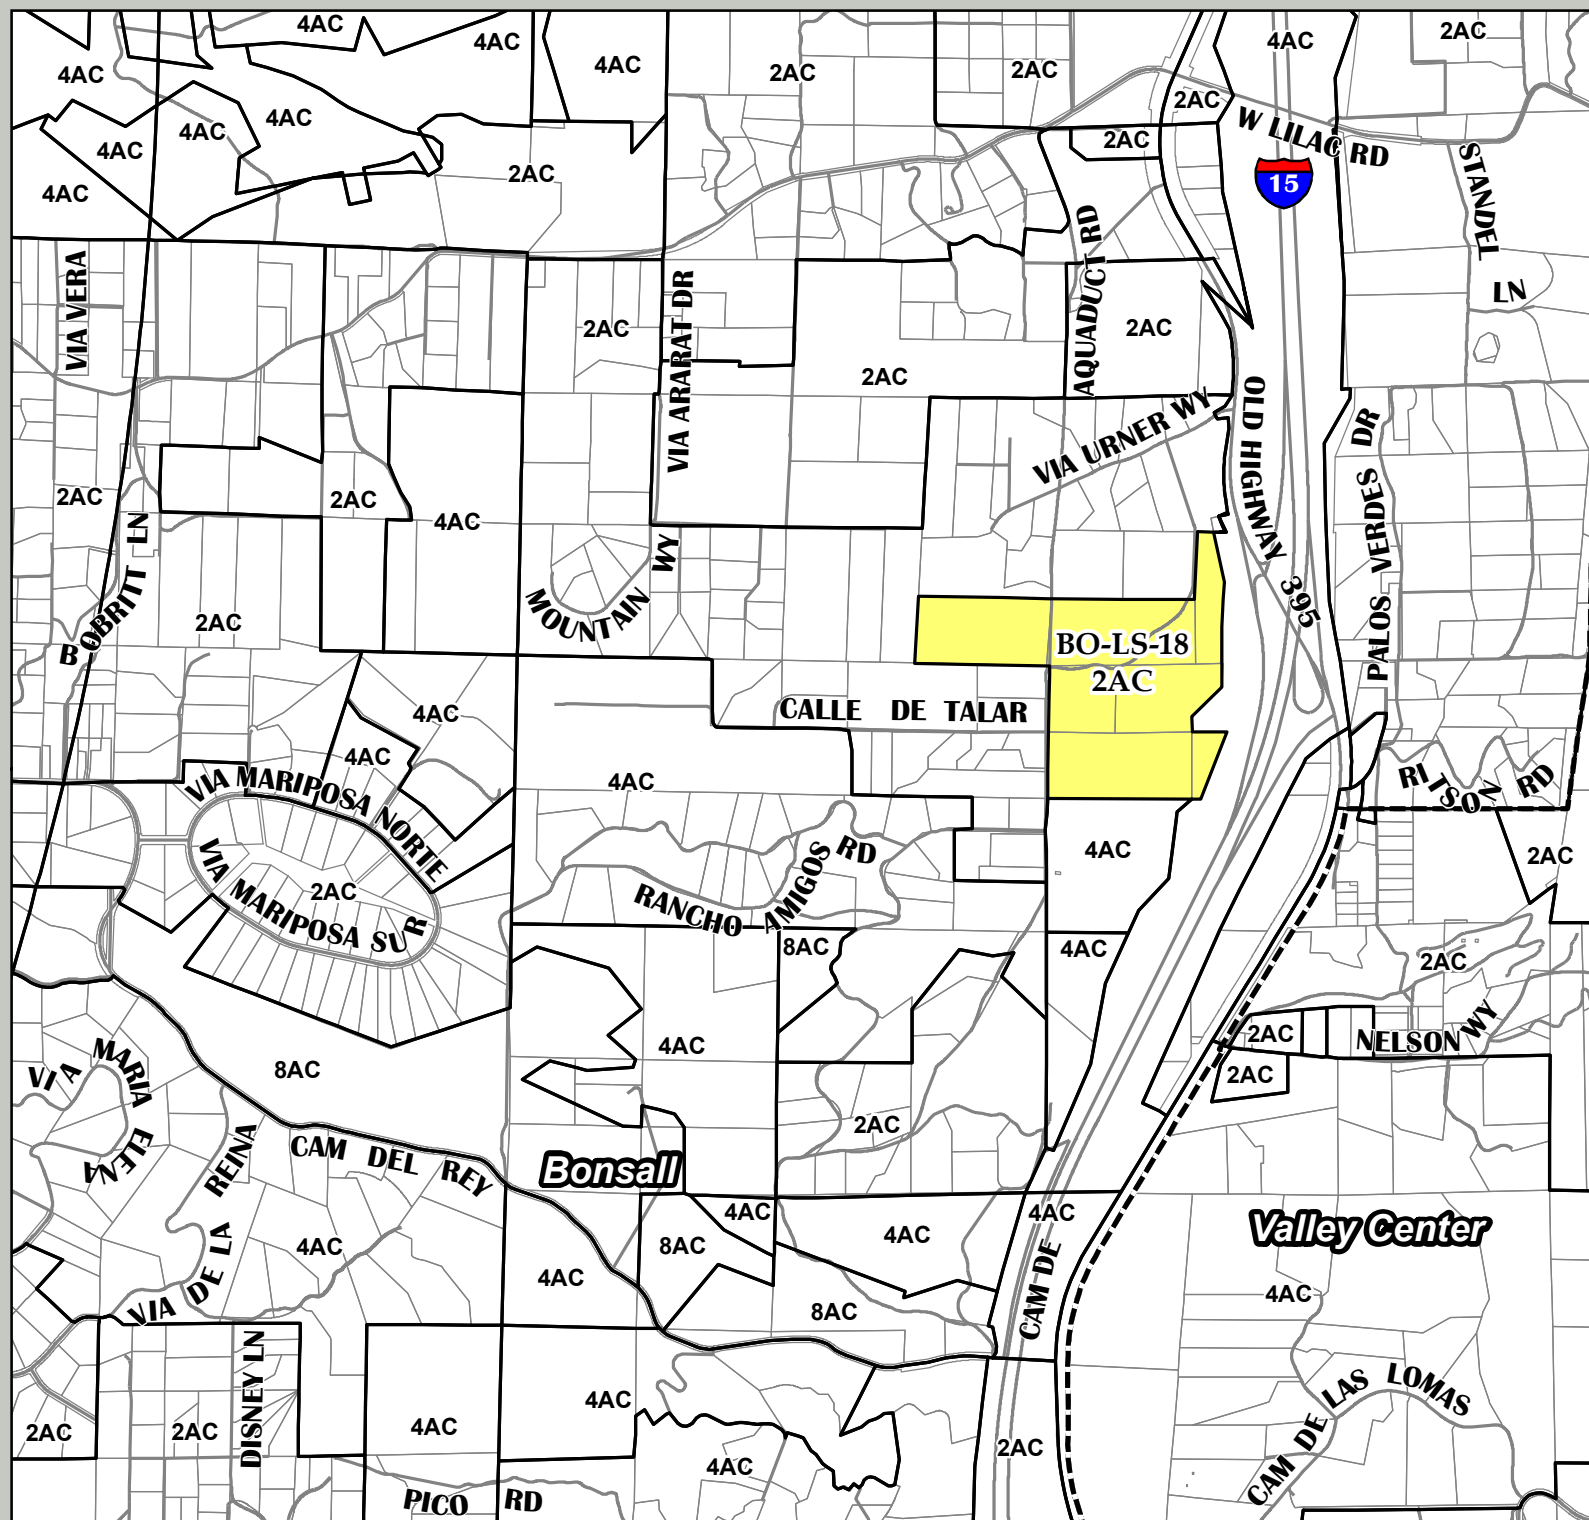 4AC
4AC
4AC
2AC
2AC
4AC
2AC
4AC
2AC
4AC
4AC
4AC
2AC
W LILAC RD
4AC
2AC
15
STANDEL LN
VIA VERA
AQUADUCT RD
VIA ARARAT DR
2AC
2AC
2AC
OLD HIGHWAY 395
VIA URNER WY
PALOS VERDES DR
2AC
2AC
4AC
BOBRITT LN
MOUNTAIN WY
2AC
BO-LS-18
2AC
CALLE DE TALAR
4AC
4AC
4AC
RITSON RD
VIA MARIPOSA NORTE
2AC
VIA MARIPOSA SUR
RANCHO AMIGOS RD
4AC
2AC
8AC
4AC
2AC
2AC
NELSON WY
4AC
2AC
8AC
VIA MARIA ELENA
2AC
CAM DEL REY
Bonsall
VIA DE LA REINA
4AC
4AC
4AC
4AC
8AC
Valley Center
4AC
4AC
8AC
CAM DE
DISNEY LN
4AC
CAM DE LAS LOMAS
2AC
2AC
4AC
2AC
4AC
PICO RD